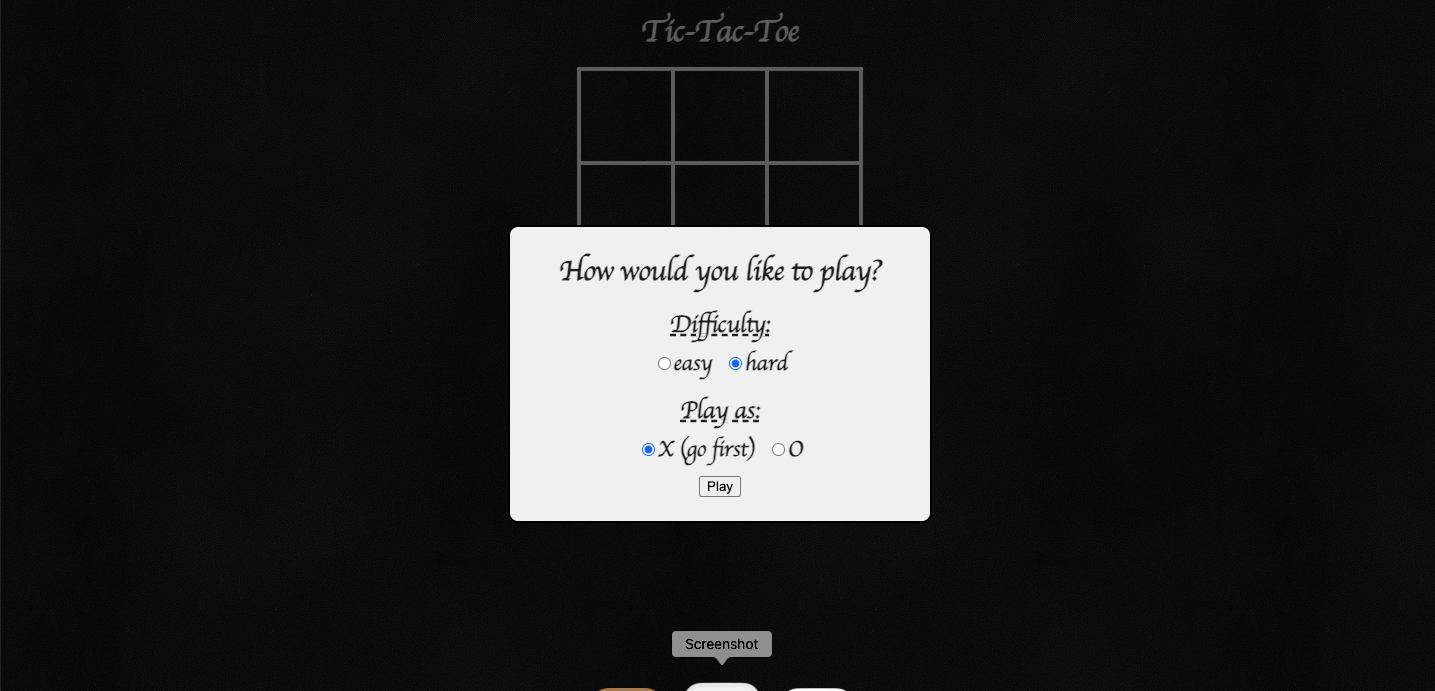 Tic-Tac-Toe
How would you like to play?
Difficulty:
easy hard
Play as:
X (go first) O
Play
Screenshot